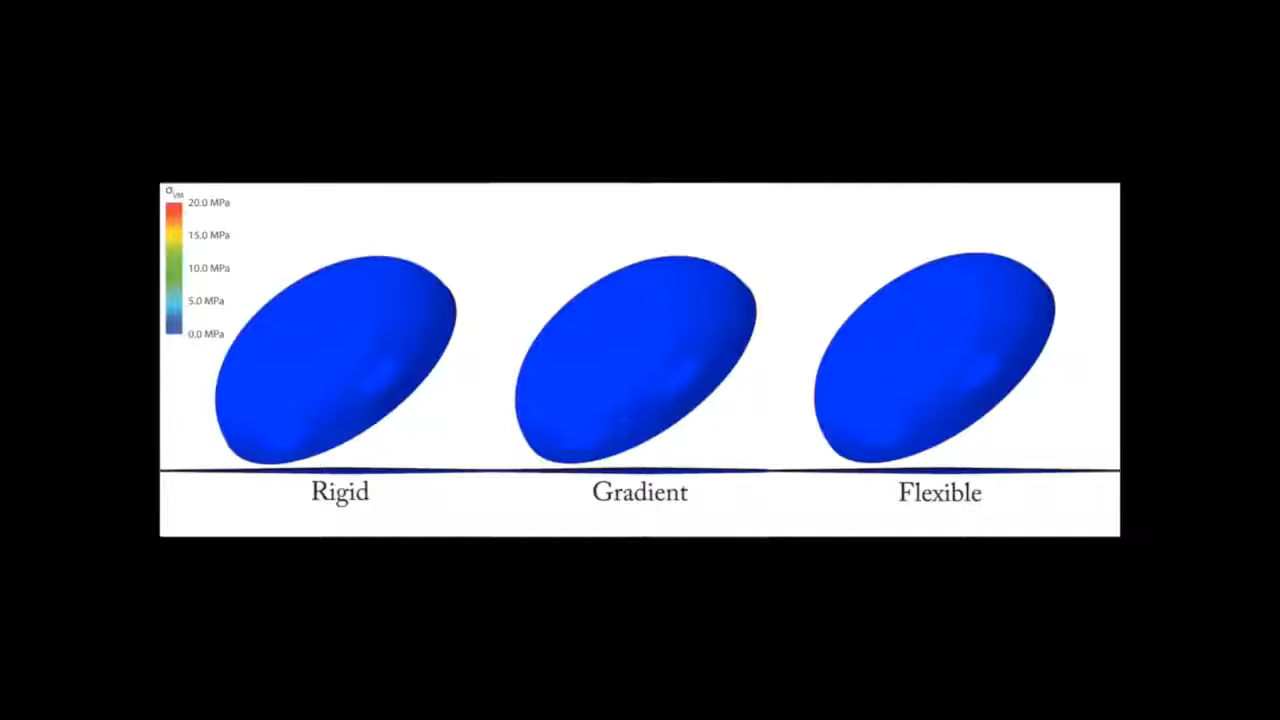 σVM
20.0 MPa
15.0 MPa
10.0 MPa
5.0 MPa
0.0 MPa
Rigid
Gradient
Flexible